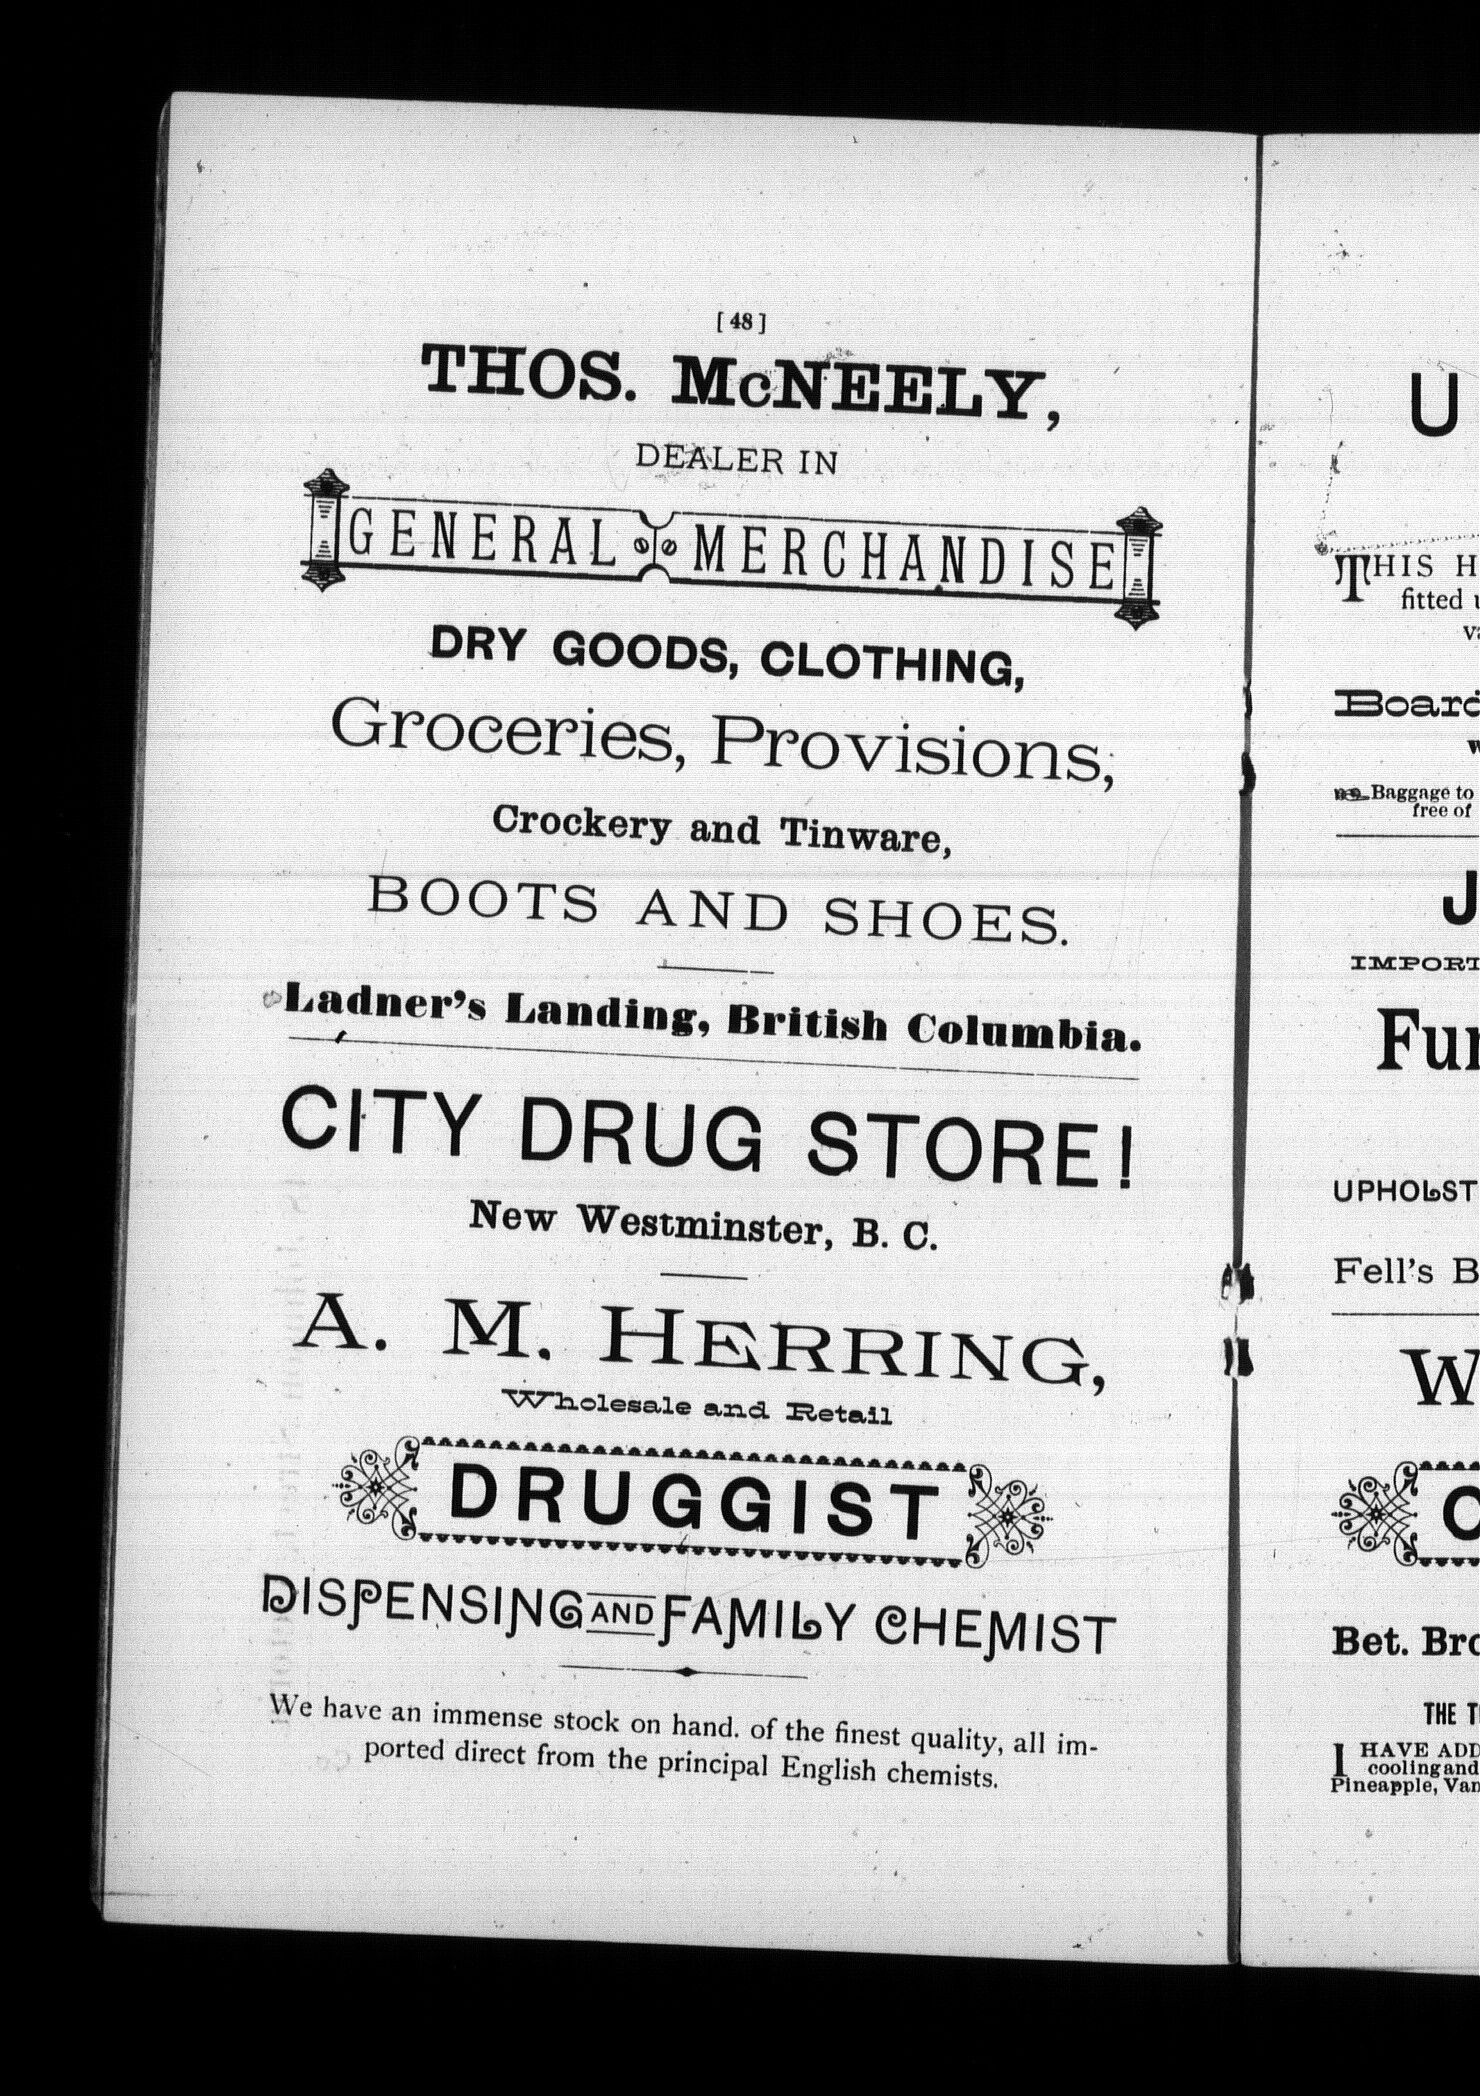 [ 48 ]
THOS. McNEELY,
DEALER IN
GENERAL MERCHANDISE
DRY GOODS, CLOTHING,
Groceries, Provisions,
Crockery and Tinware,
BOOTS AND SHOES.
Ladner's Landing, British Columbia.
CITY DRUG STORE!
New Westminster, B. C.
A. M. HERRING,
Wholesale and Retail
DRUGGIST
DISPENSING AND FAMILY CHEMIST
We have an immense stock on hand. of the finest quality, all im-
ported direct from the principal English chemists.
U
THIS H
fitted u
va
Board
w
Baggage to
free of
J
IMPORT
Fur
UPHOLST
Fell's B
W
C
Bet. Bro
THE T
I HAVE ADD
cooling and
Pineapple, Van